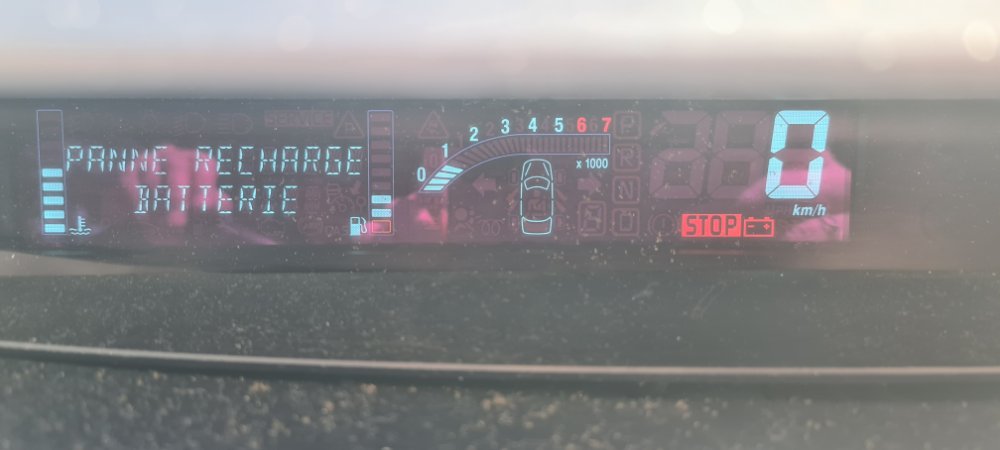 SERVICE
PANNE RECHARGE
BATTERIE
0 1 2 3 4 5 6 7
x 1000
P
R
N
D
0
km/h
STOP